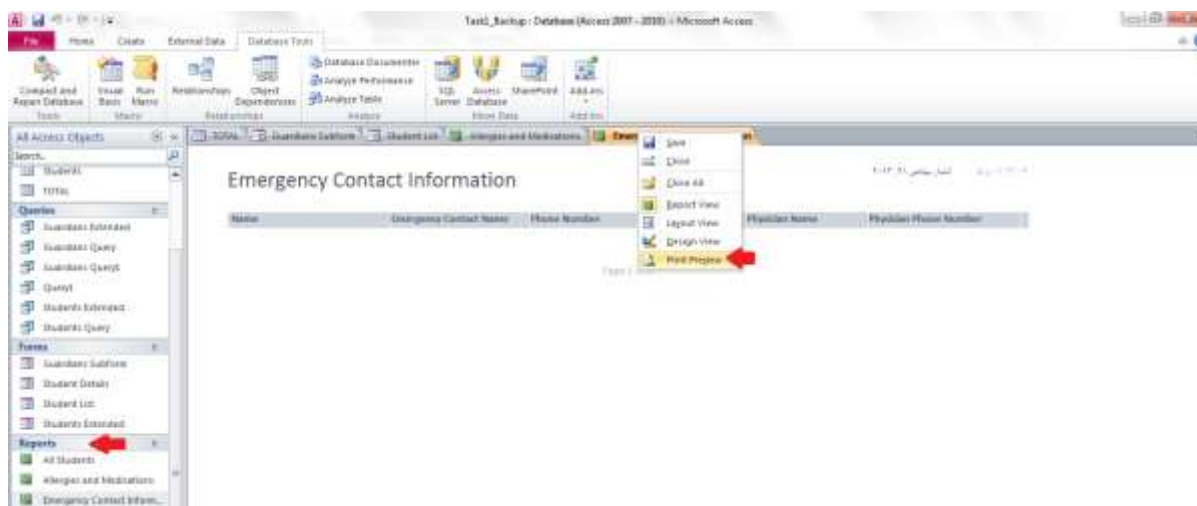 Task1_Backup : Database (Access 2007 - 2010) - Microsoft Access
File Home Create External Data Database Tools
Compact and Repair Database
Visual Basic
Run Macro
Relationships
Object Dependencies
Database Documenter
Analyze Performance
Analyze Table
SQL Server
Access Database
SharePoint
Add-ins
Tools Macro Relationships Analyze Move Data Add-Ins
All Access Objects
Search..
Students
TOTAL
Queries
Guardians Extended
Guardians Query
Guardians Query1
Query1
Students Extended
Students Query
Forms
Guardians Subform
Student Details
Student List
Students Extended
Reports
All Students
Allergies and Medications
Emergency Contact Inform...
TOTAL Guardians Subform Student List Allergies and Medications
Save
Close
Close All
Report View
Layout View
Design View
Print Preview
Emergency Contact Information
Name Emergency Contact Name Phone Number Physician Name Physician Phone Number